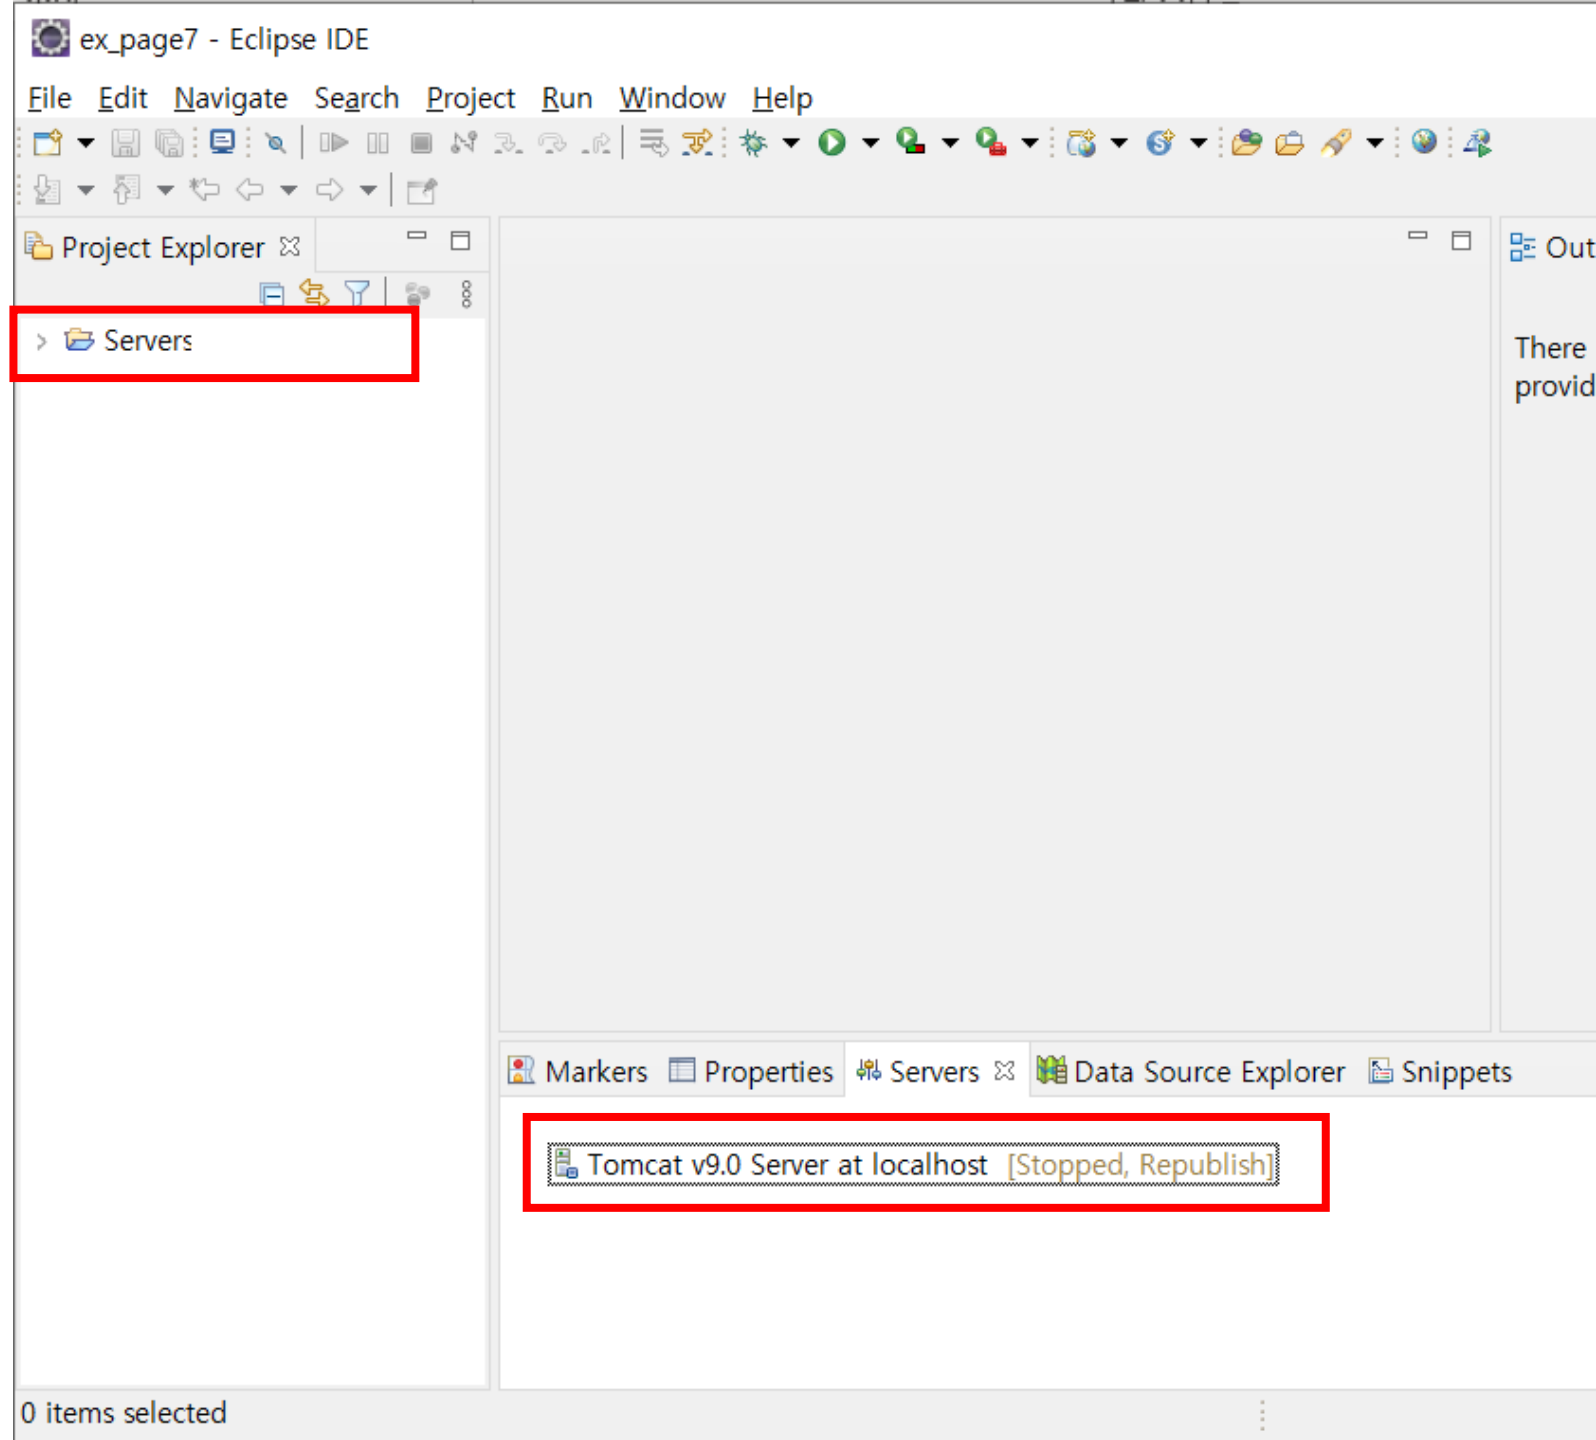 ex_page7 - Eclipse IDE
File Edit Navigate Search Project Run Window Help
Project Explorer
Servers
Out
There
provid
Markers Properties Servers Data Source Explorer Snippets
Tomcat v9.0 Server at localhost [Stopped, Republish]
0 items selected